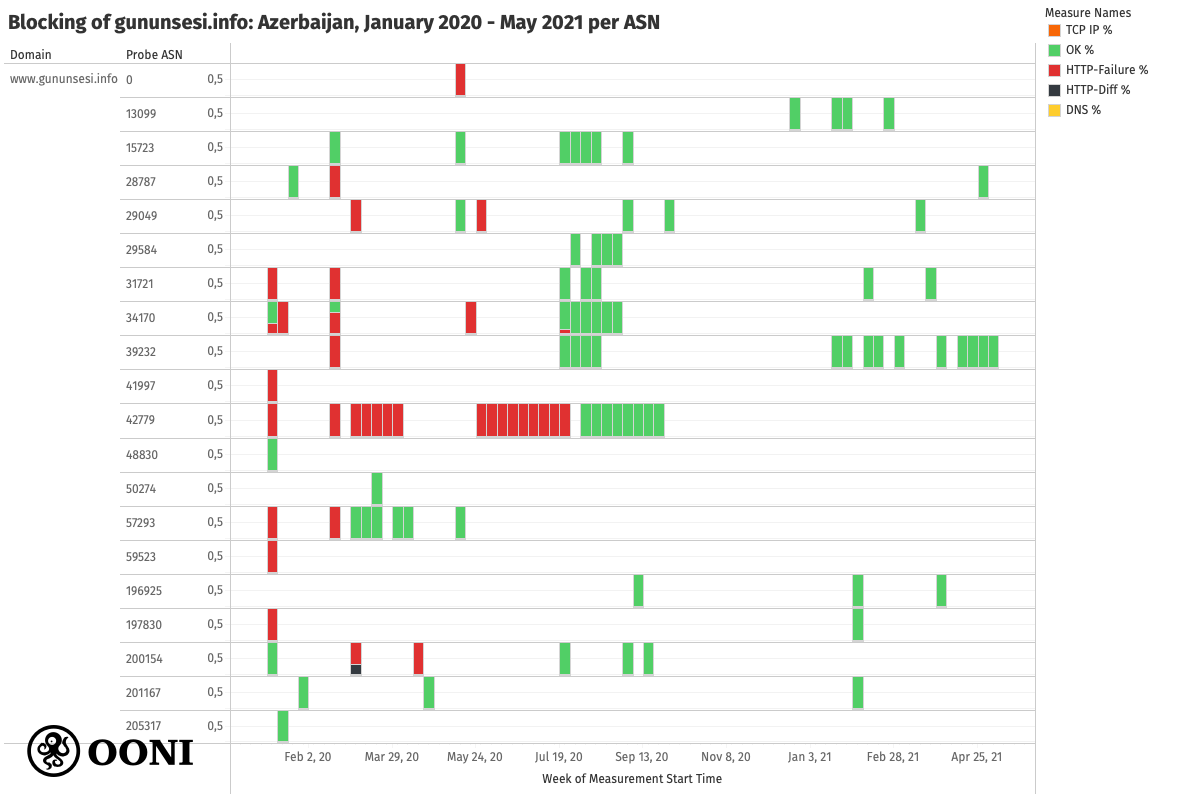 Blocking of gununsesi.info: Azerbaijan, January 2020 - May 2021 per ASN
Measure Names
TCP IP %
OK %
HTTP-Failure %
HTTP-Diff %
DNS %
Domain Probe ASN
www.gununsesi.info 0 0,5
13099 0,5
15723 0,5
28787 0,5
29049 0,5
29584 0,5
31721 0,5
34170 0,5
39232 0,5
41997 0,5
42779 0,5
48830 0,5
50274 0,5
57293 0,5
59523 0,5
196925 0,5
197830 0,5
200154 0,5
201167 0,5
205317 0,5
OONI
Feb 2, 20 Mar 29, 20 May 24, 20 Jul 19, 20 Sep 13, 20 Nov 8, 20 Jan 3, 21 Feb 28, 21 Apr 25, 21
Week of Measurement Start Time